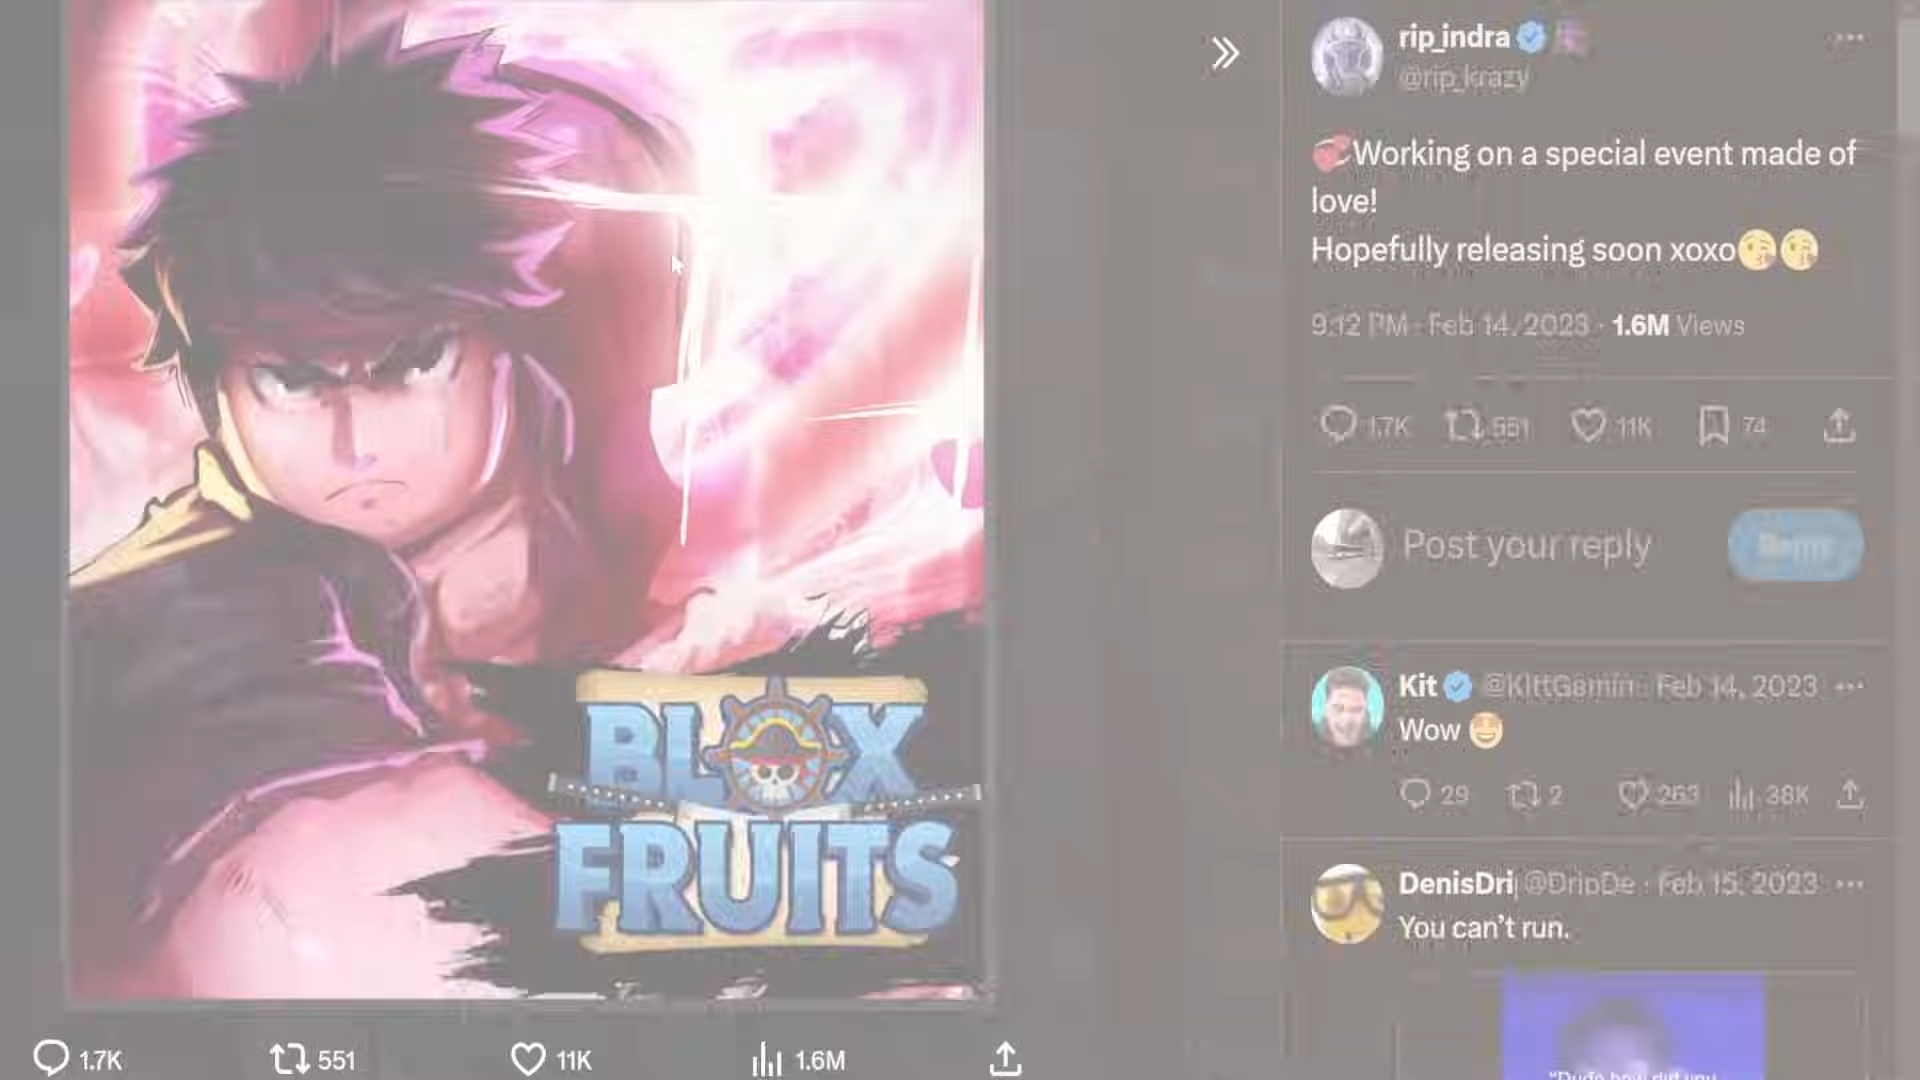 rip_indra
@rip_krazy
💞Working on a special event made of
love!
Hopefully releasing soon xoxo😘😘
9:12 PM · Feb 14, 2023 · 1.6M Views
1.7K 551 11K 74
Post your reply
Kit @KittGamin · Feb 14, 2023
Wow 🤩
29 2 263 38K
DenisDri @DripDe · Feb 15, 2023
You can't run.
BLOX
FRUITS
1.7K 551 11K 1.6M